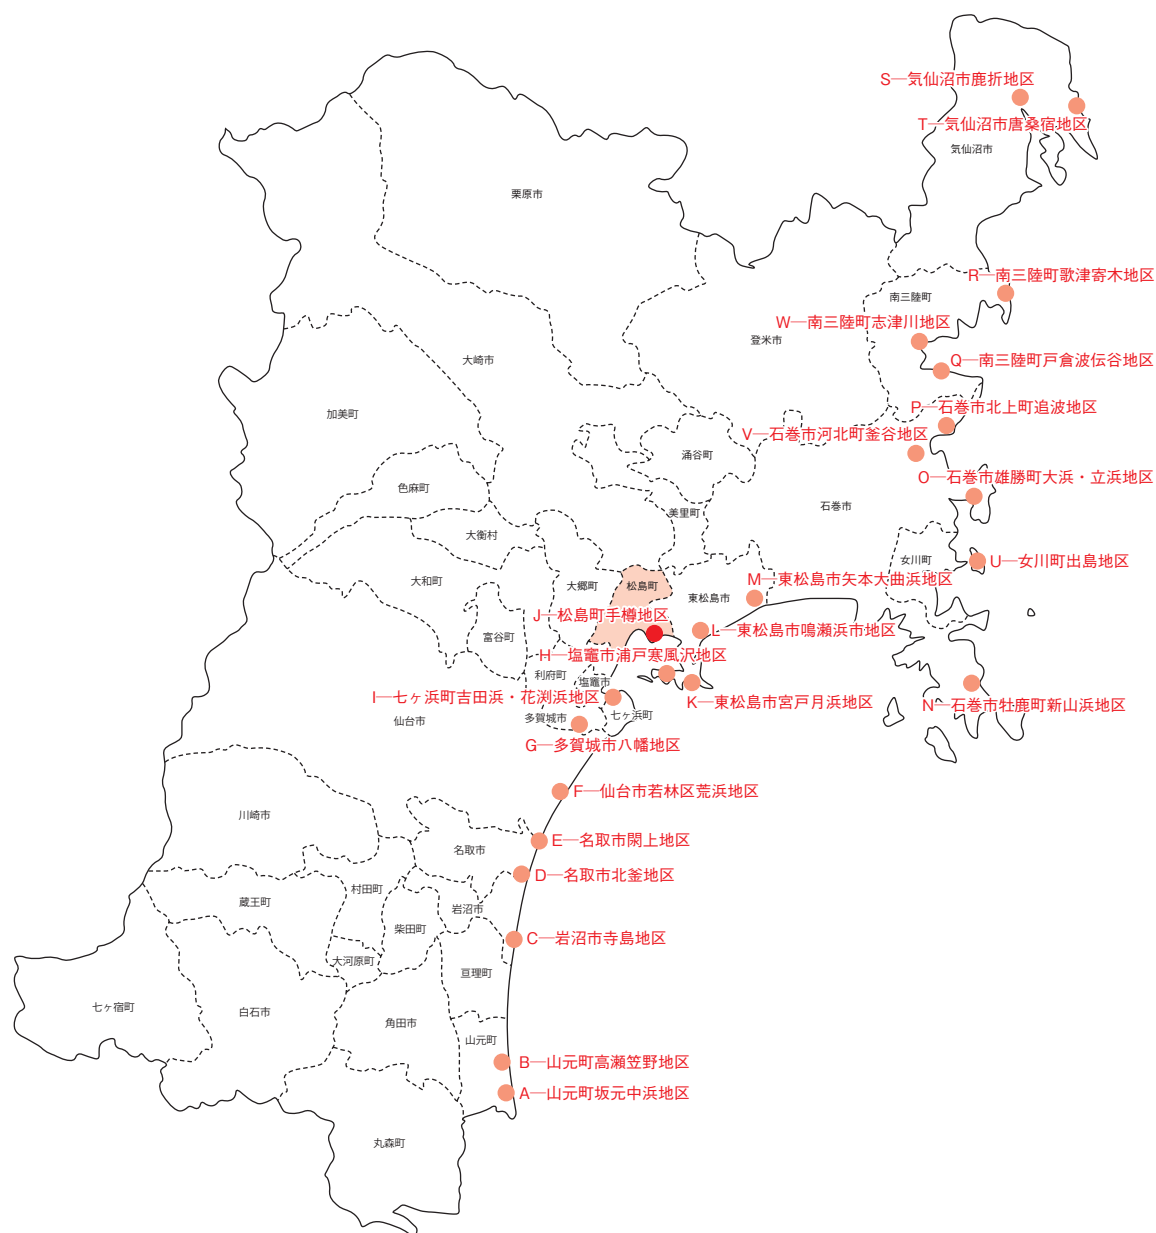 S─気仙沼市鹿折地区
T─気仙沼市唐桑宿地区
気仙沼市
栗原市
R─南三陸町歌津寄木地区
南三陸町
W─南三陸町志津川地区
登米市
Q─南三陸町戸倉波伝谷地区
大崎市
P─石巻市北上町追波地区
加美町
V─石巻市河北町釜谷地区
涌谷町
O─石巻市雄勝町大浜・立浜地区
色麻町
石巻市
美里町
大衡村
女川町
U─女川町出島地区
大和町
大郷町
松島町
M─東松島市矢本大曲浜地区
東松島市
J─松島町手樽地区
L─東松島市鳴瀬浜市地区
富谷町
H─塩竈市浦戸寒風沢地区
利府町
塩竈市
I─七ヶ浜町吉田浜・花渕浜地区
K─東松島市宮戸月浜地区
N─石巻市牡鹿町新山浜地区
仙台市
多賀城市
七ヶ浜町
G─多賀城市八幡地区
F─仙台市若林区荒浜地区
川崎市
E─名取市閖上地区
名取市
D─名取市北釜地区
村田町
蔵王町
岩沼市
柴田町
C─岩沼市寺島地区
大河原町
亘理町
七ヶ宿町
白石市
角田市
山元町
B─山元町高瀬笠野地区
A─山元町坂元中浜地区
丸森町